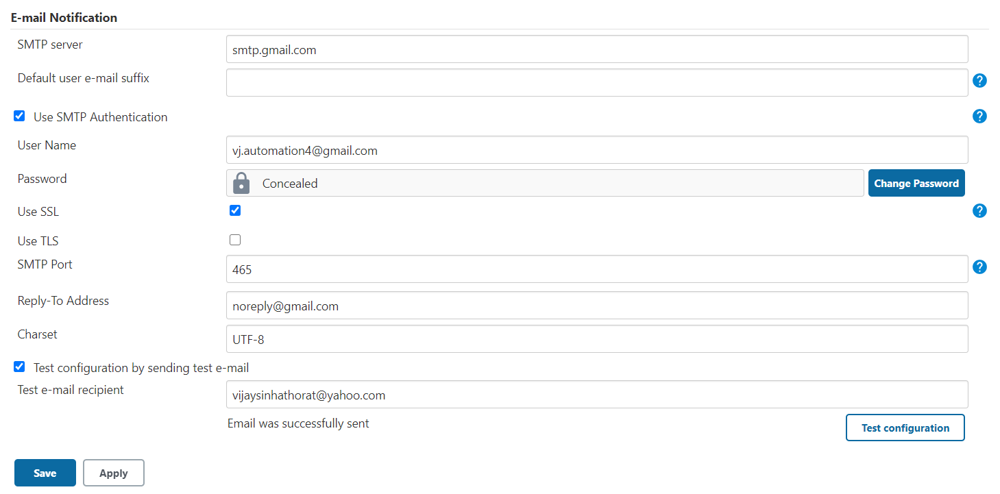 E-mail Notification
SMTP server
smtp.gmail.com
Default user e-mail suffix
?
Use SMTP Authentication
?
User Name
vj.automation4@gmail.com
Password
Concealed
Change Password
Use SSL
?
Use TLS
SMTP Port
465
?
Reply-To Address
noreply@gmail.com
Charset
UTF-8
Test configuration by sending test e-mail
Test e-mail recipient
vijaysinhathorat@yahoo.com
Email was successfully sent
Test configuration
Save
Apply